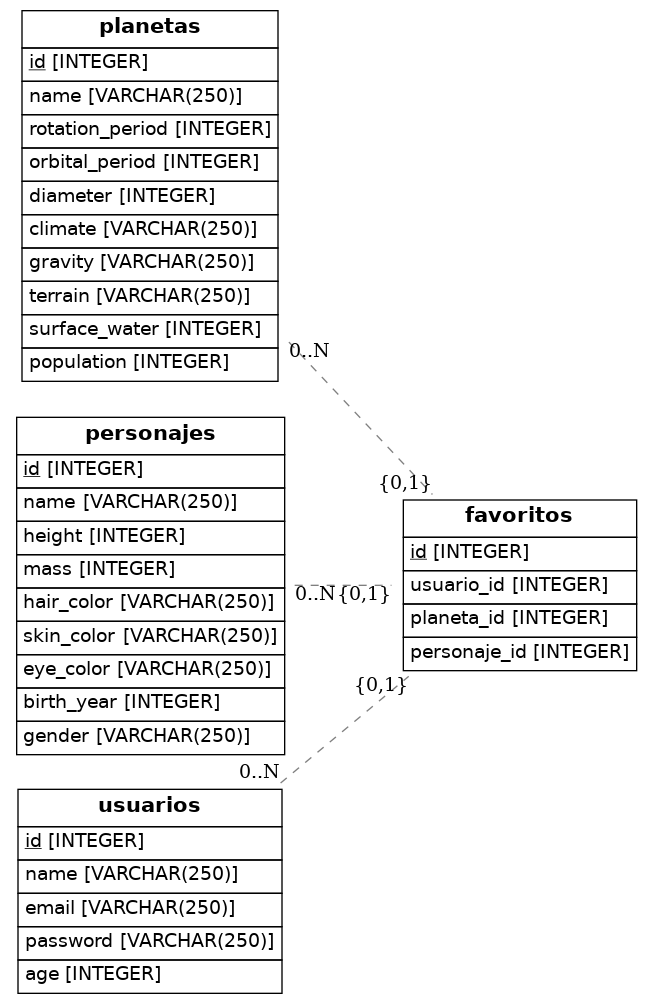 planetas
id [INTEGER]
name [VARCHAR(250)]
rotation_period [INTEGER]
orbital_period [INTEGER]
diameter [INTEGER]
climate [VARCHAR(250)]
gravity [VARCHAR(250)]
terrain [VARCHAR(250)]
surface_water [INTEGER]
population [INTEGER]
0..N
{0,1}
personajes
id [INTEGER]
name [VARCHAR(250)]
height [INTEGER]
mass [INTEGER]
hair_color [VARCHAR(250)]
skin_color [VARCHAR(250)]
eye_color [VARCHAR(250)]
birth_year [INTEGER]
gender [VARCHAR(250)]
0..N
{0,1}
favoritos
id [INTEGER]
usuario_id [INTEGER]
planeta_id [INTEGER]
personaje_id [INTEGER]
{0,1}
0..N
usuarios
id [INTEGER]
name [VARCHAR(250)]
email [VARCHAR(250)]
password [VARCHAR(250)]
age [INTEGER]